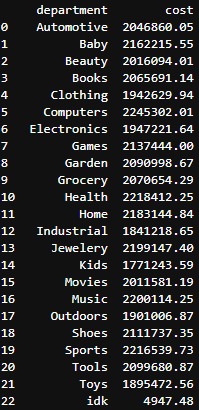 department cost
0 Automotive 2046860.05
1 Baby 2162215.55
2 Beauty 2016094.01
3 Books 2065691.14
4 Clothing 1942629.94
5 Computers 2245302.01
6 Electronics 1947221.64
7 Games 2137444.00
8 Garden 2090998.67
9 Grocery 2070654.29
10 Health 2218412.25
11 Home 2183144.84
12 Industrial 1841218.65
13 Jewelery 2199147.40
14 Kids 1771243.59
15 Movies 2011581.19
16 Music 2200114.25
17 Outdoors 1901006.87
18 Shoes 2111737.35
19 Sports 2216539.73
20 Tools 2099680.87
21 Toys 1895472.56
22 idk 4947.48